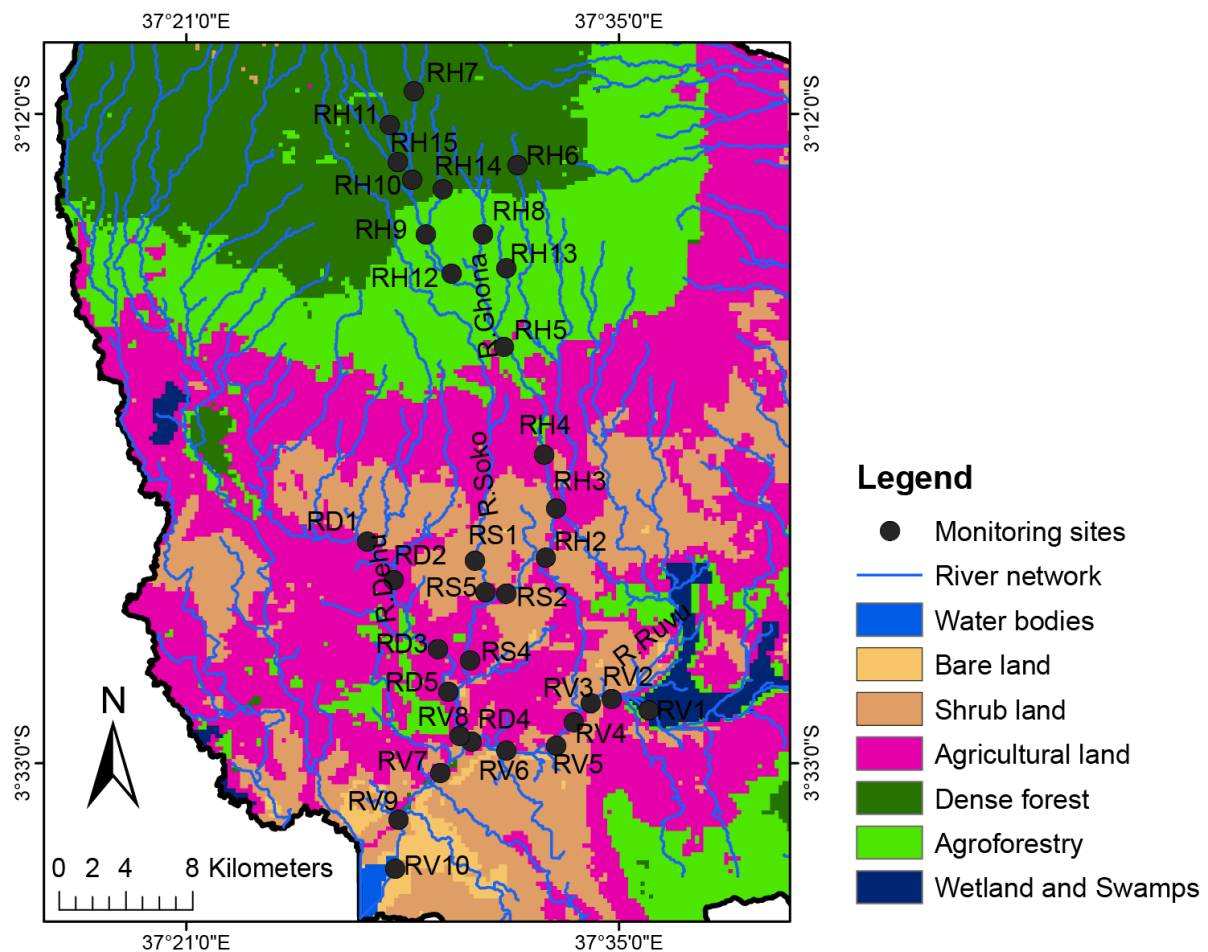 37°21'0"E
37°35'0"E
3°12'0"S
3°12'0"S
RH7
RH11
RH15
RH14
RH6
RH10
RH9
RH8
RH13
RH12
R.Ghona
RH5
RH4
R.Soko
RH3
RD1
RS1
RH2
R.Dehu
RD2
RS5
RS2
R.Ruvu
RD3
RS4
RD5
RV3
RV2
RV1
RV8
RD4
RV4
RV6
RV5
RV7
RV9
RV10
N
3°33'0"S
3°33'0"S
0 2 4 8 Kilometers
37°21'0"E
37°35'0"E
Legend
Monitoring sites
River network
Water bodies
Bare land
Shrub land
Agricultural land
Dense forest
Agroforestry
Wetland and Swamps